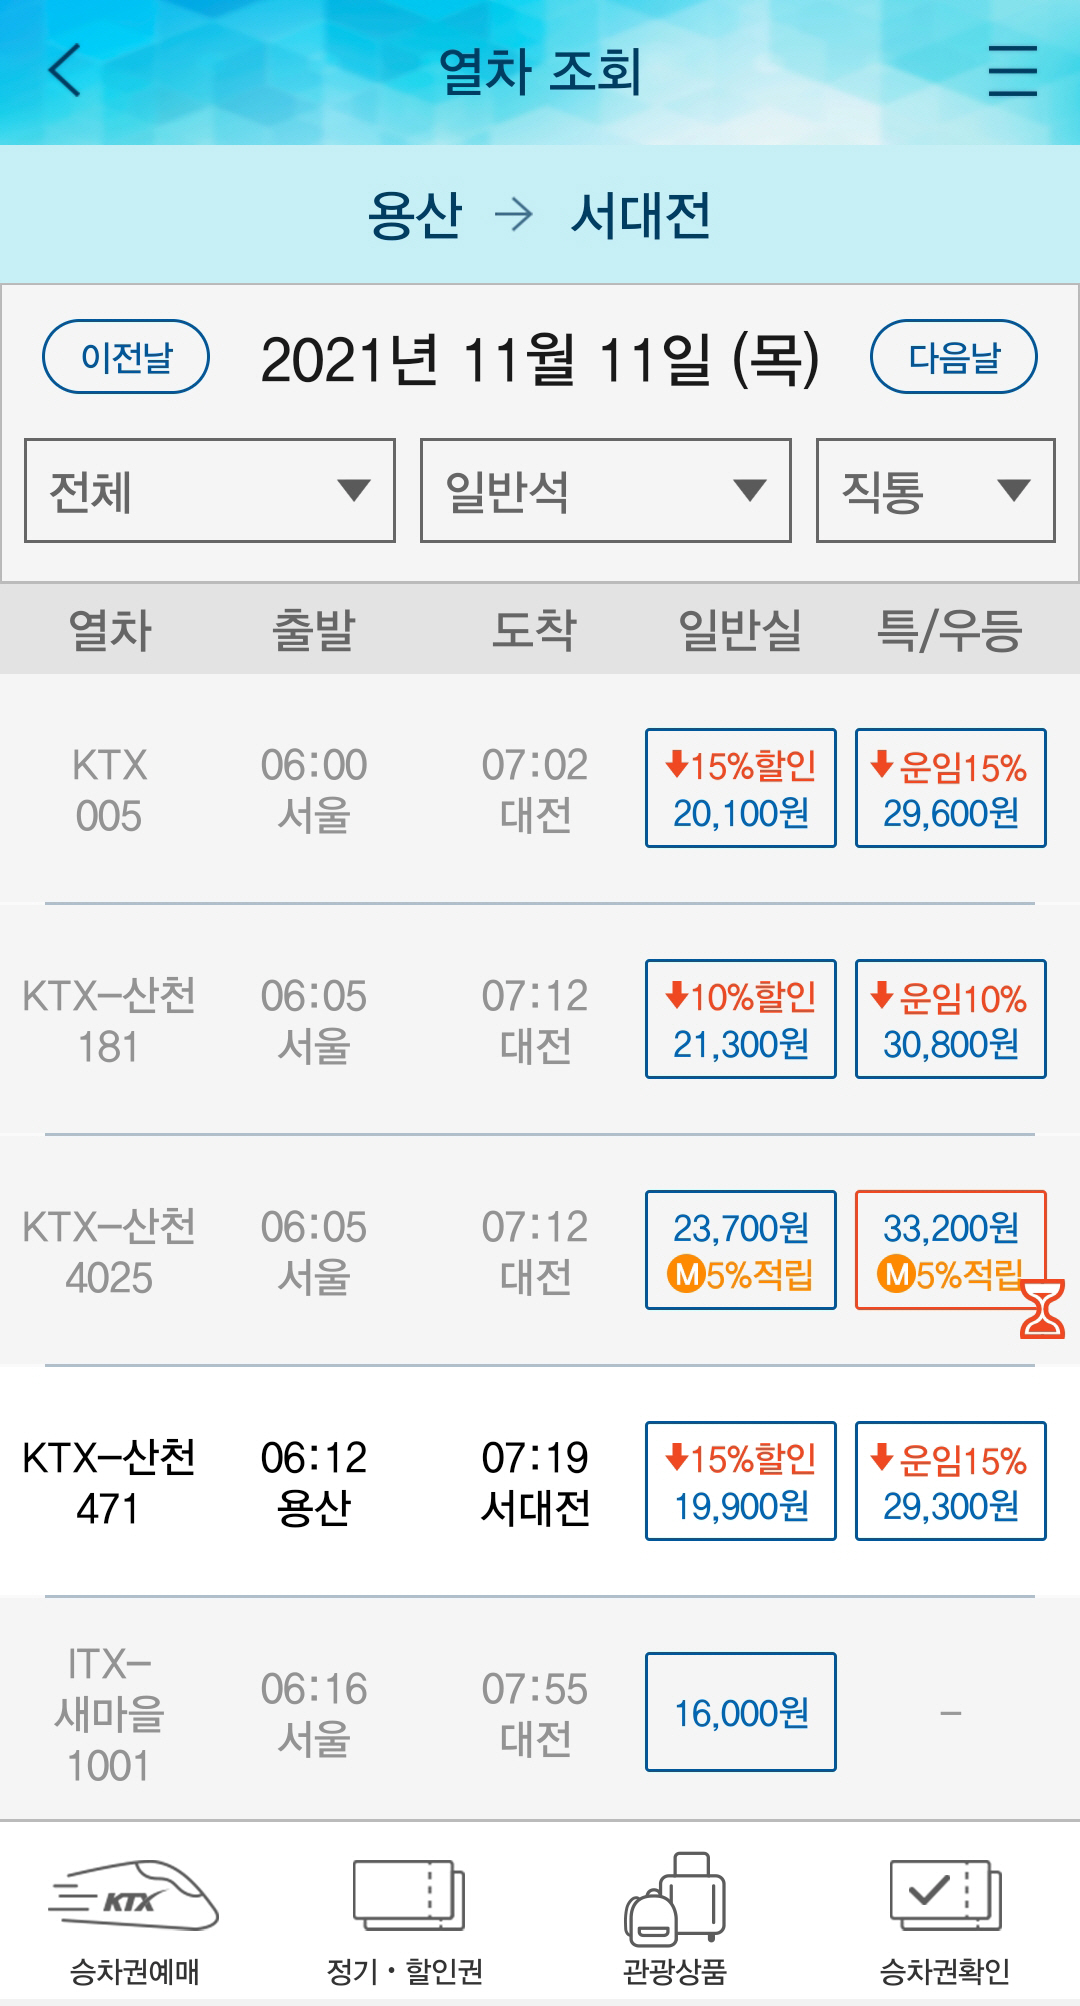 열차 조회
용산 → 서대전
이전날 2021년 11월 11일 (목) 다음날
전체 ▼ 일반석 ▼ 직통 ▼
열차 출발 도착 일반실 특/우등
KTX 06:00 07:02 15%할인 운임15%
005 서울 대전 20,100원 29,600원
KTX-산천 06:05 07:12 10%할인 운임10%
181 서울 대전 21,300원 30,800원
KTX-산천 06:05 07:12 23,700원 33,200원
4025 서울 대전 M5%적립 M5%적립
KTX-산천 06:12 07:19 15%할인 운임15%
471 용산 서대전 19,900원 29,300원
ITX-
새마을 06:16 07:55 16,000원 -
1001 서울 대전
KTX
승차권예매 정기·할인권 관광상품 승차권확인